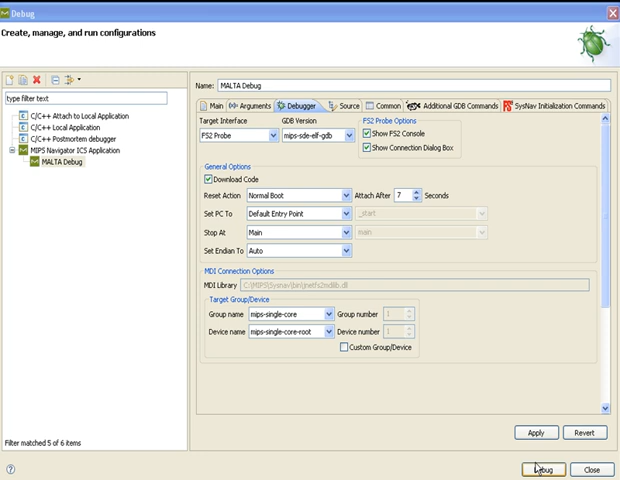 Debug
Create, manage, and run configurations
Name: MALTA Debug
type filter text
Main Arguments Debugger Source Common Additional GDB Commands SysNav Initialization Commands
C/C++ Attach to Local Application
C/C++ Local Application
C/C++ Postmortem debugger
MIPS Navigator ICS Application
MALTA Debug
Target Interface GDB Version FS2 Probe Options
FS2 Probe mips-sde-elf-gdb Show FS2 Console
Show Connection Dialog Box
General Options
Download Code
Reset Action Normal Boot Attach After 7 Seconds
Set PC To Default Entry Point _start
Stop At Main main
Set Endian To Auto
MDI Connection Options
MDI Library C:\MIPS\Sysnav\bin\jnetfs2mdilib.dll
Target Group/Device
Group name mips-single-core Group number 1
Device name mips-single-core-root Device number 1
Custom Group/Device
Apply Revert
Filter matched 5 of 6 items
Debug Close